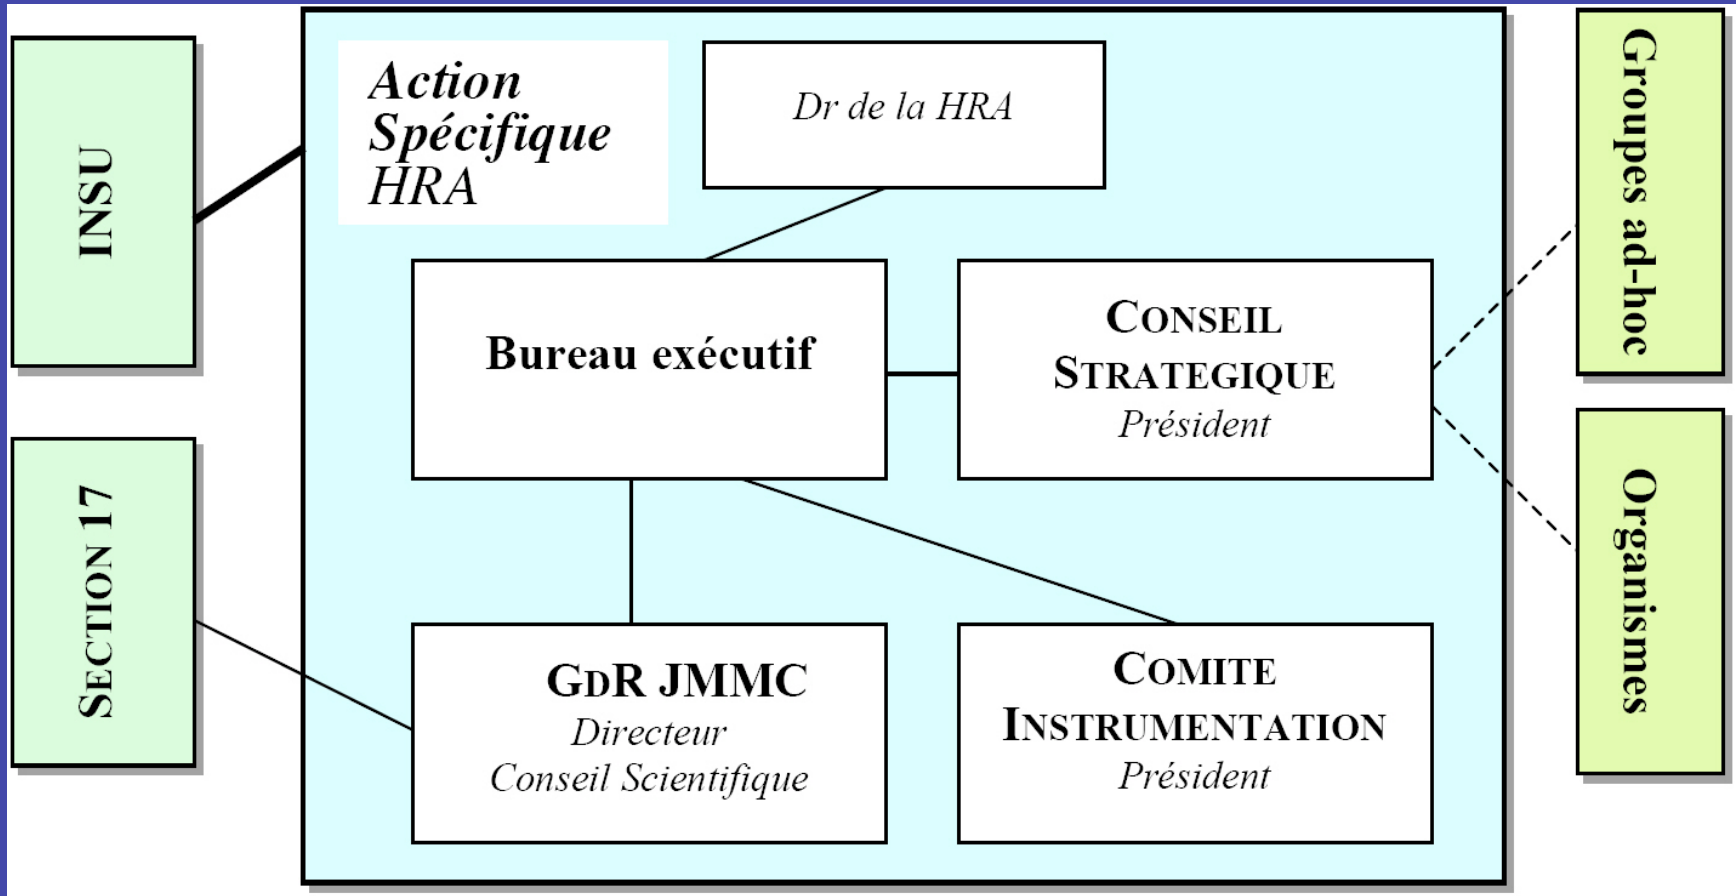 INSU
SECTION 17
Action
Spécifique
HRA
Dr de la HRA
Bureau exécutif
CONSEIL
STRATEGIQUE
Président
GDR JMMC
Directeur
Conseil Scientifique
COMITE
INSTRUMENTATION
Président
Groupes ad-hoc
Organismes